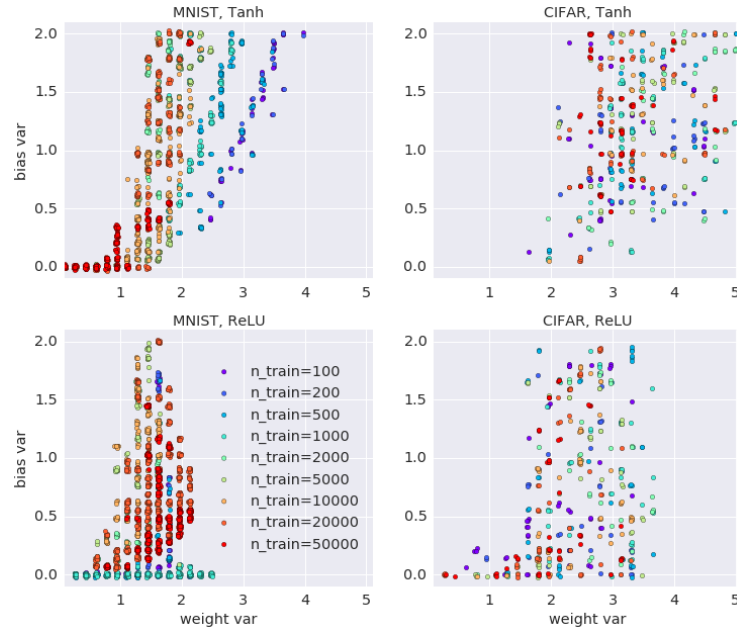 MNIST, Tanh
2.0
1.5
1.0
0.5
0.0
bias var
1 2 3 4 5
CIFAR, Tanh
2.0
1.5
1.0
0.5
0.0
1 2 3 4 5
MNIST, ReLU
2.0
1.5
1.0
0.5
0.0
bias var
n_train=100
n_train=200
n_train=500
n_train=1000
n_train=2000
n_train=5000
n_train=10000
n_train=20000
n_train=50000
1 2 3 4 5
weight var
CIFAR, ReLU
2.0
1.5
1.0
0.5
0.0
1 2 3 4 5
weight var